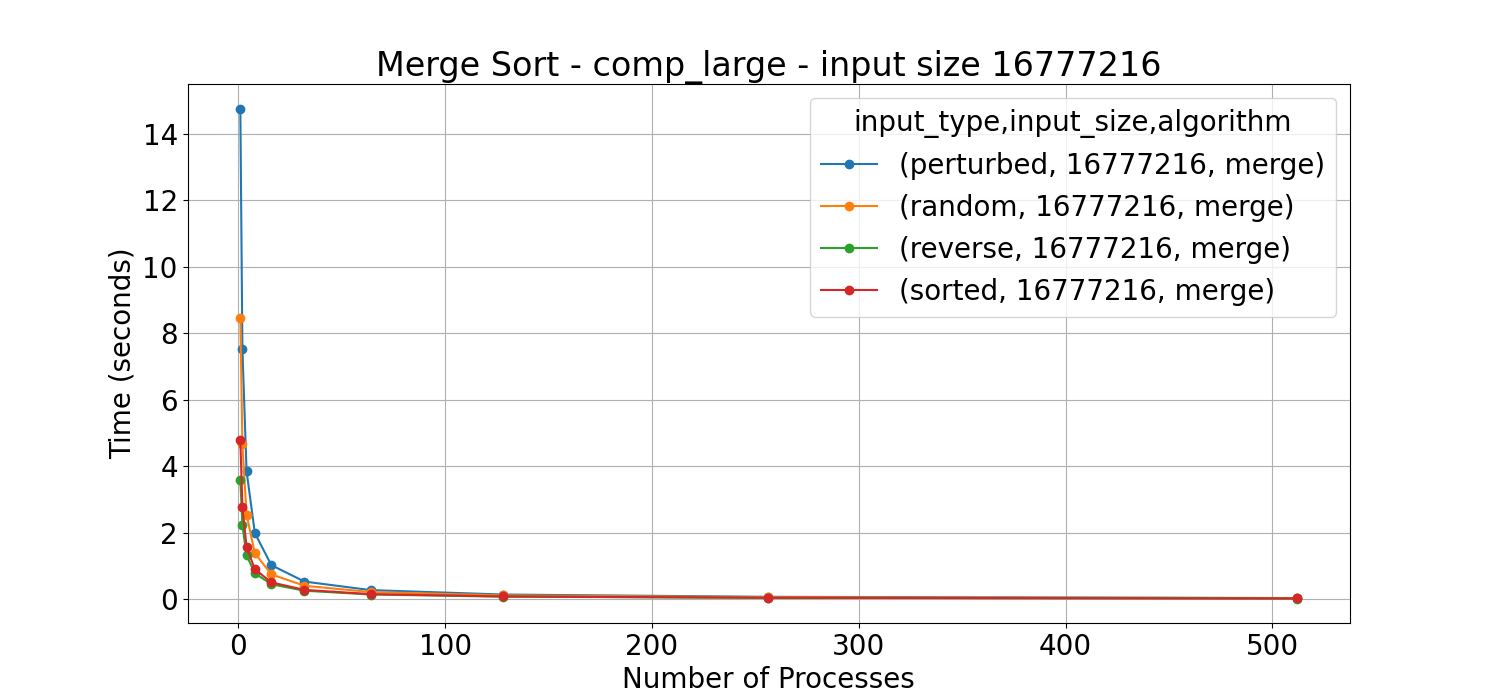 Merge Sort - comp_large - input size 16777216
input_type,input_size,algorithm
(perturbed, 16777216, merge)
(random, 16777216, merge)
(reverse, 16777216, merge)
(sorted, 16777216, merge)
Time (seconds)
14
12
10
8
6
4
2
0
0 100 200 300 400 500
Number of Processes